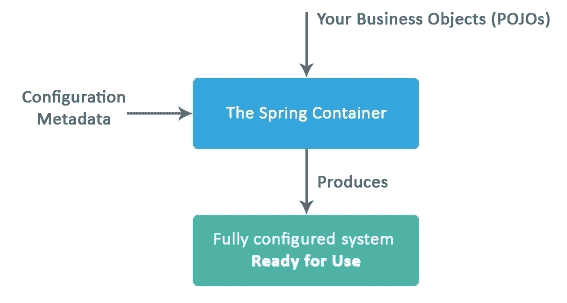 Your Business Objects (POJOs)
Configuration
Metadata
The Spring Container
Produces
Fully configured system
Ready for Use